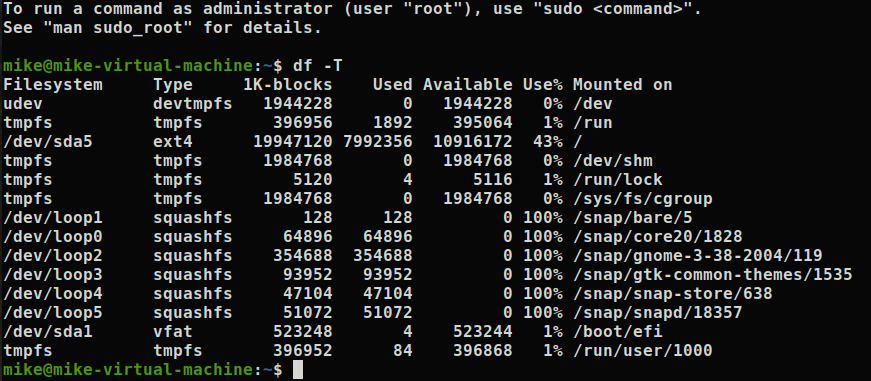 To run a command as administrator (user "root"), use "sudo <command>".
See "man sudo_root" for details.

mike@mike-virtual-machine:~$ df -T
Filesystem     Type     1K-blocks    Used Available Use% Mounted on
udev           devtmpfs   1944228       0   1944228   0% /dev
tmpfs          tmpfs       396956    1892    395064   1% /run
/dev/sda5      ext4      19947120 7992356  10916172  43% /
tmpfs          tmpfs      1984768       0   1984768   0% /dev/shm
tmpfs          tmpfs         5120       4      5116   1% /run/lock
tmpfs          tmpfs      1984768       0   1984768   0% /sys/fs/cgroup
/dev/loop1     squashfs       128     128         0 100% /snap/bare/5
/dev/loop0     squashfs     64896   64896         0 100% /snap/core20/1828
/dev/loop2     squashfs    354688  354688         0 100% /snap/gnome-3-38-2004/119
/dev/loop3     squashfs     93952   93952         0 100% /snap/gtk-common-themes/1535
/dev/loop4     squashfs     47104   47104         0 100% /snap/snap-store/638
/dev/loop5     squashfs     51072   51072         0 100% /snap/snapd/18357
/dev/sda1      vfat        523248       4    523244   1% /boot/efi
tmpfs          tmpfs       396952      84    396868   1% /run/user/1000
mike@mike-virtual-machine:~$